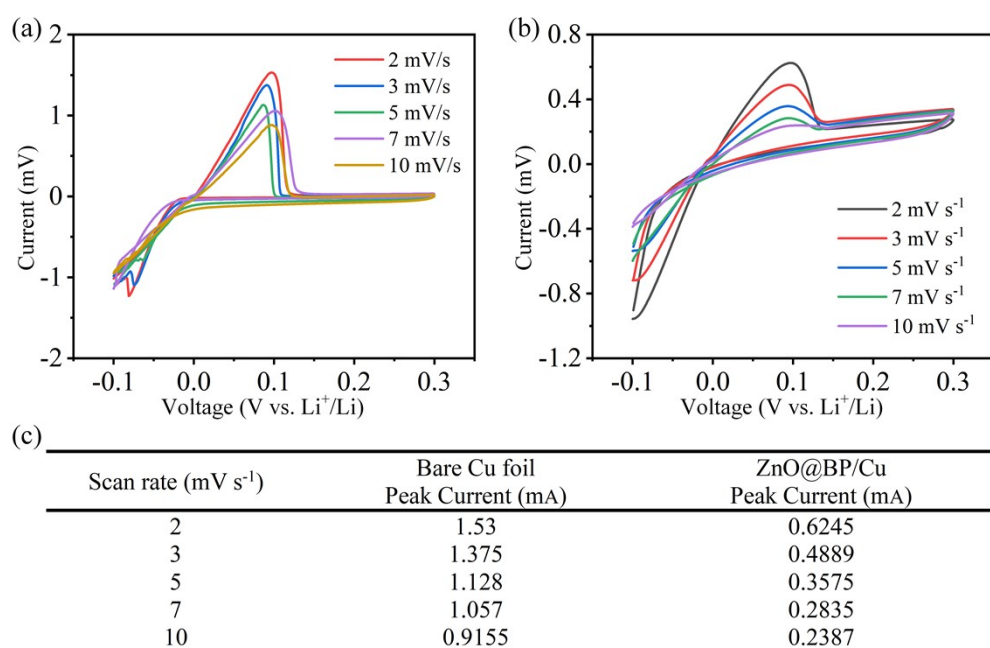 (a)
2
1
0
-1
-2
Current (mV)
-0.1 0.0 0.1 0.2 0.3
Voltage (V vs. Li⁺/Li)
2 mV/s
3 mV/s
5 mV/s
7 mV/s
10 mV/s
(b)
0.8
0.4
0.0
-0.4
-0.8
-1.2
Current (mV)
-0.1 0.0 0.1 0.2 0.3
Voltage (V vs. Li⁺/Li)
2 mV s⁻¹
3 mV s⁻¹
5 mV s⁻¹
7 mV s⁻¹
10 mV s⁻¹
(c)
Scan rate (mV s⁻¹) Bare Cu foil Peak Current (mA) ZnO@BP/Cu Peak Current (mA)
2 1.53 0.6245
3 1.375 0.4889
5 1.128 0.3575
7 1.057 0.2835
10 0.9155 0.2387